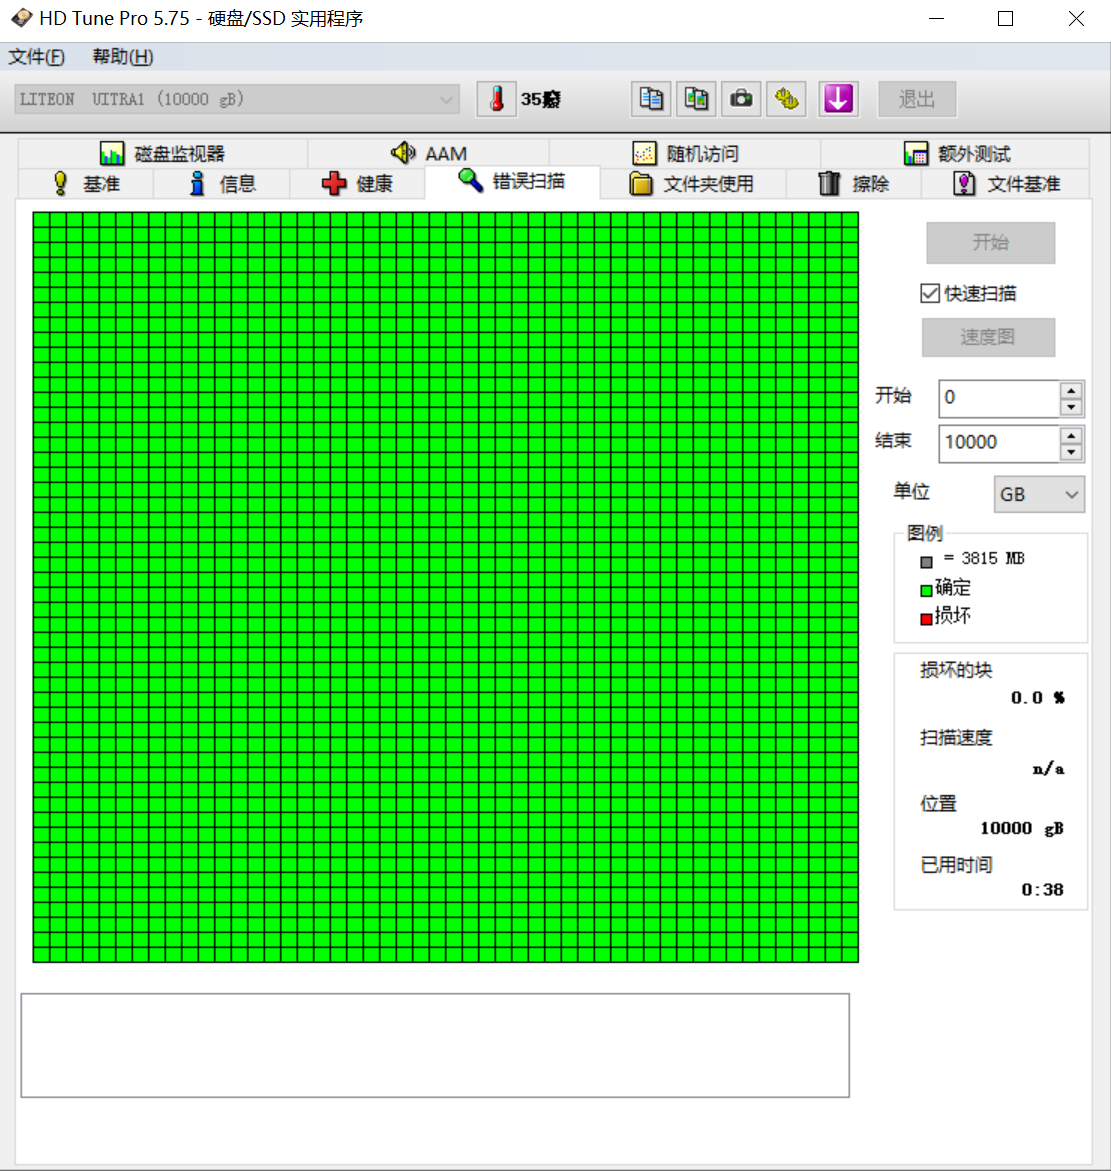 HD Tune Pro 5.75 - 硬盘/SSD 实用程序
文件(F) 帮助(H)
LITEON UITRA1 (10000 gB) 35癈 退出
磁盘监视器 AAM 随机访问 额外测试
基准 信息 健康 错误扫描 文件夹使用 擦除 文件基准
开始
快速扫描
速度图
开始 0
结束 10000
单位 GB
图例
= 3815 MB
确定
损坏
损坏的块
0.0 %
扫描速度
n/a
位置
10000 gB
已用时间
0:38